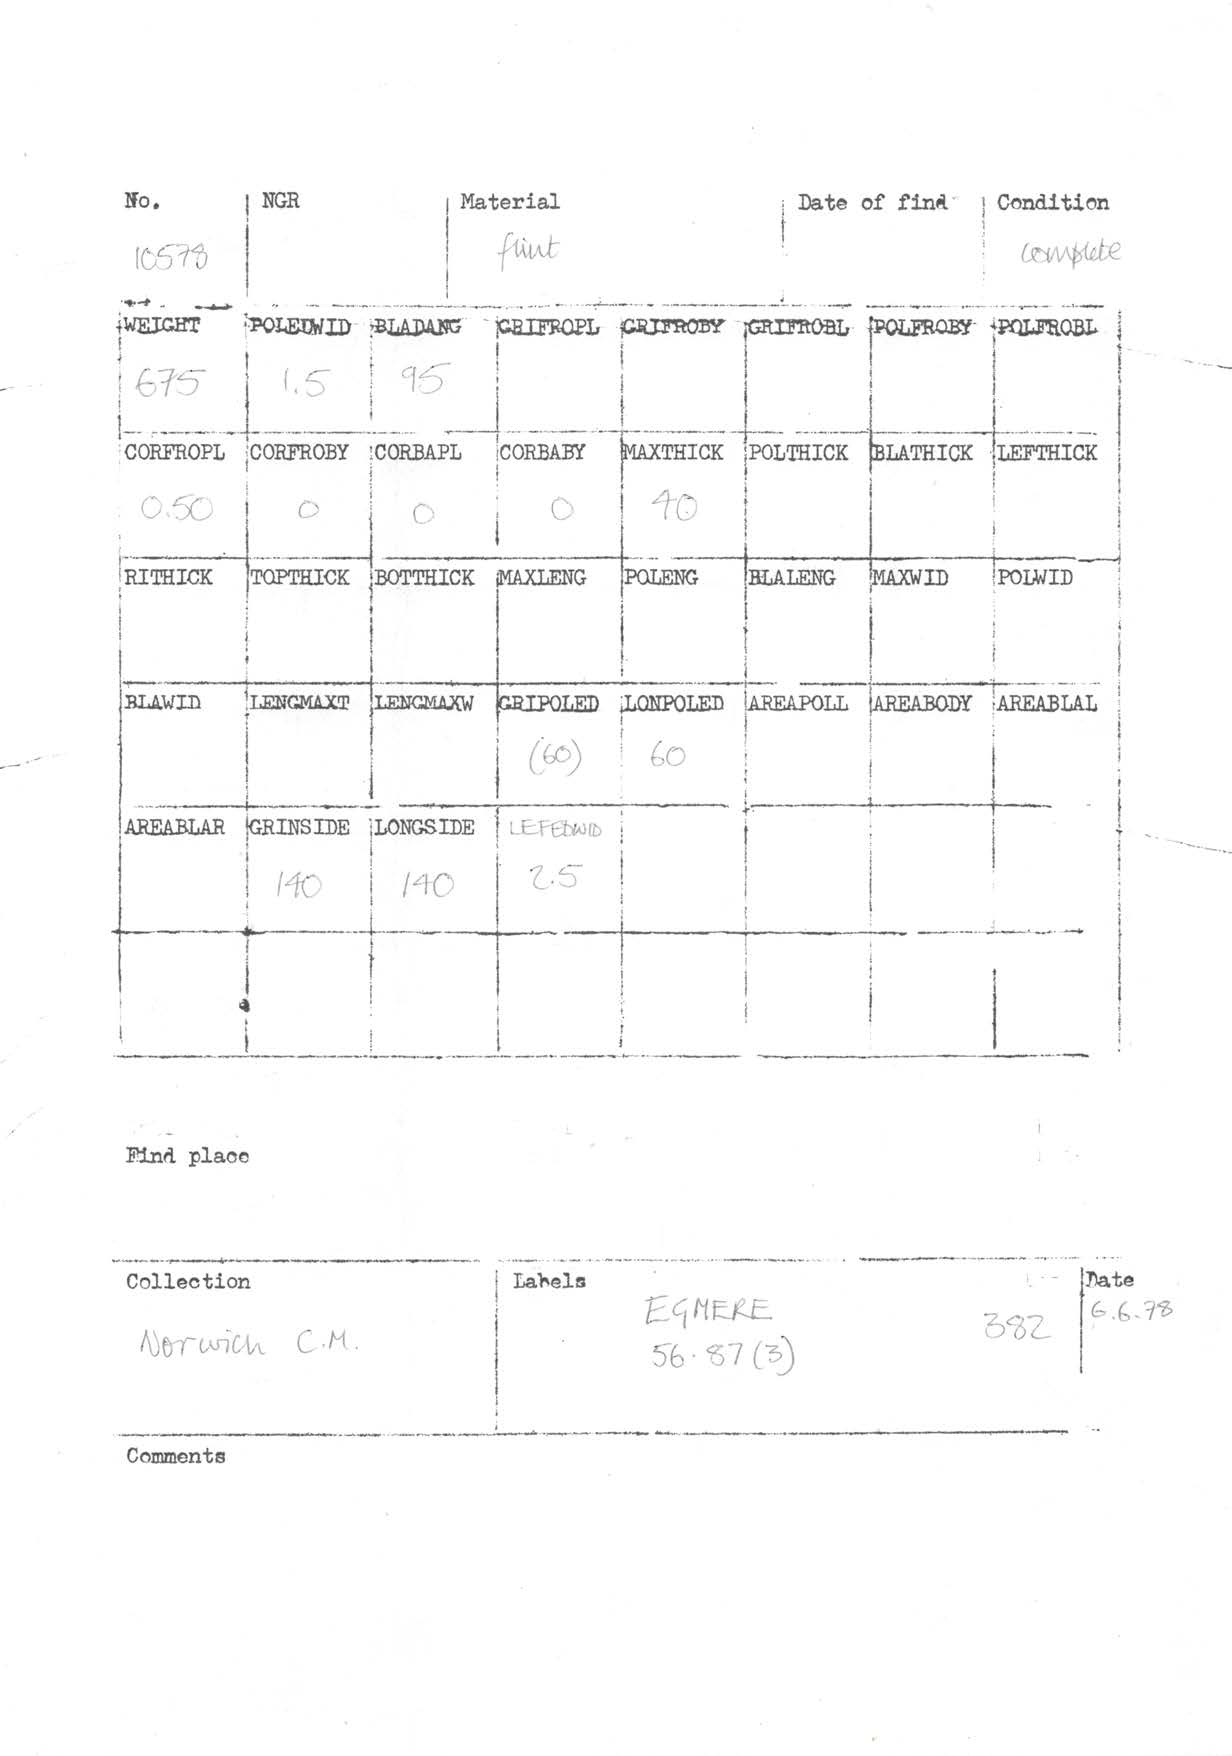 No. NGR Material Date of find Condition
10578 flint complete
WEIGHT POLEDWID BLADANG GRIFROPL GRIFROBY GRIFROBL POLFROBY POLFROBL
675 1.5 95
CORFROPL CORFROBY CORBAPL CORBABY MAXTHICK POLTHICK BLATHICK LEFTHICK
0.50 0 0 0 40
RITHICK TOPTHICK BOTTHICK MAXLENG POLENG BLALENG MAXWID POLWID
BLAWID LENGMAXT LENGMAXW GRIPOLED LONPOLED AREAPOLL AREABODY AREABLAL
(60) 60
AREABLAR GRINSIDE LONGSIDE LEFEDWID
140 140 2.5
Find place
Collection Labels Date
Norwich C.M. EGMERE 382 6.6.78
56.87(3)
Comments